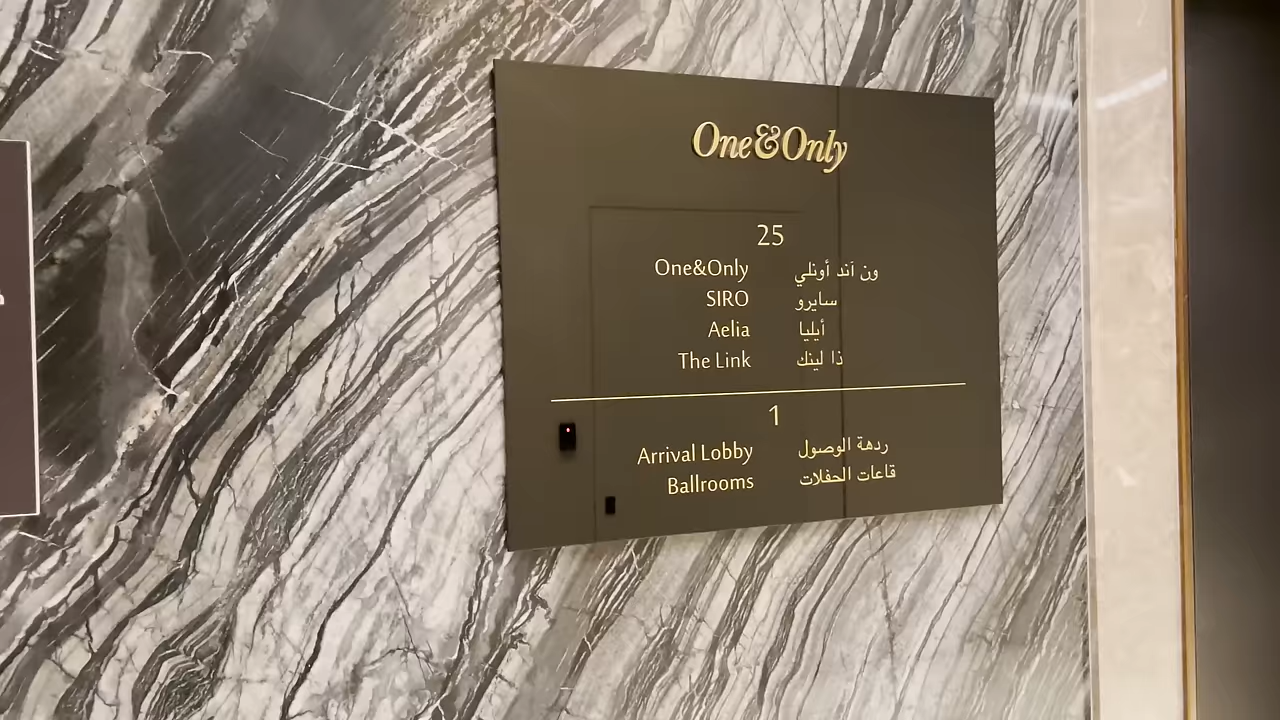 One&Only
25
One&Only ون آند أونلي
SIRO سايرو
Aelia أيليا
The Link ذا لينك
1
Arrival Lobby ردهة الوصول
Ballrooms قاعات الحفلات